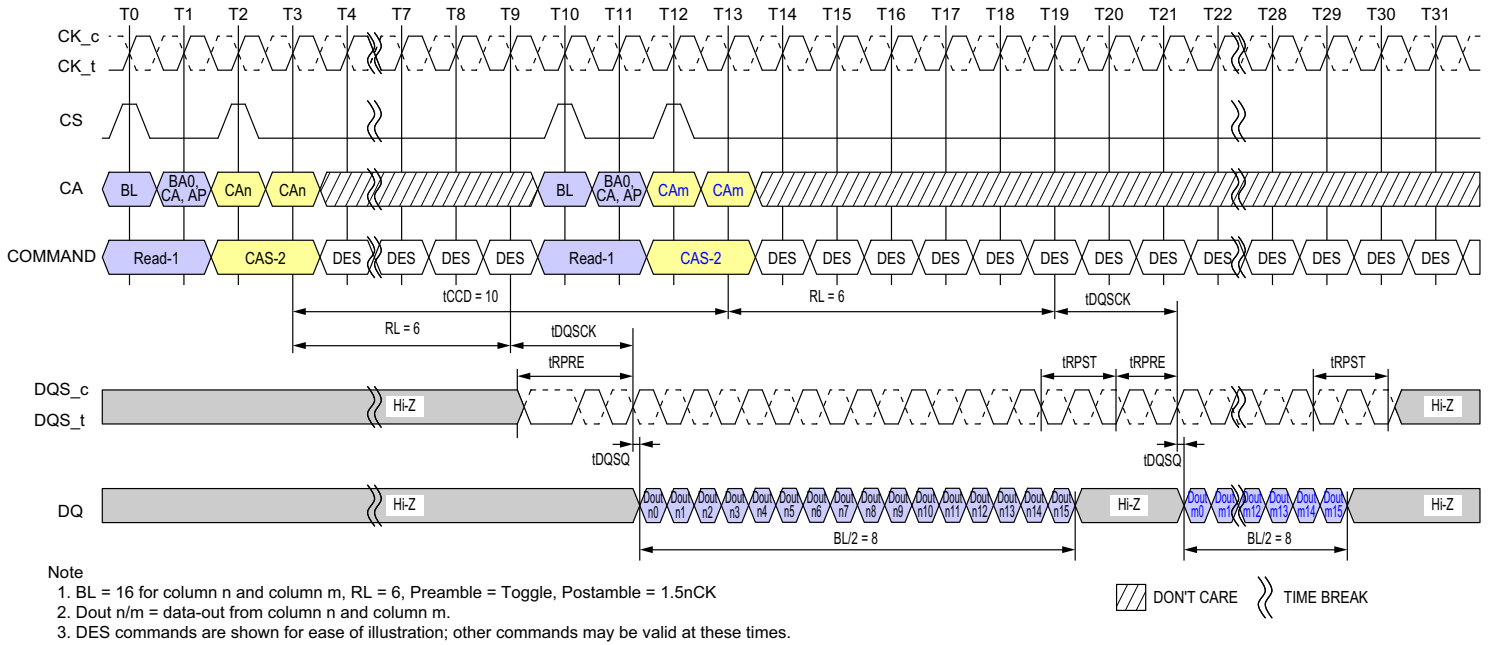 T0 T1 T2 T3 T4 T7 T8 T9 T10 T11 T12 T13 T14 T15 T16 T17 T18 T19 T20 T21 T22 T28 T29 T30 T31
CK_c
CK_t
CS
CA BL BA0, CA, AP CAn CAn BL BA0, CA, AP CAm CAm
COMMAND Read-1 CAS-2 DES DES DES DES Read-1 CAS-2 DES DES DES DES DES DES DES DES DES DES DES DES DES
tCCD = 10 RL = 6 tDQSCK
RL = 6 tDQSCK
tRPRE tRPST tRPRE tRPST
DQS_c
DQS_t
Hi-Z Hi-Z
tDQSQ tDQSQ
DQ Hi-Z Dout n0 Dout n1 Dout n2 Dout n3 Dout n4 Dout n5 Dout n6 Dout n7 Dout n8 Dout n9 Dout n10 Dout n11 Dout n12 Dout n13 Dout n14 Dout n15 Hi-Z Dout m0 Dout m1 Dout m12 Dout m13 Dout m14 Dout m15 Hi-Z
BL/2 = 8 BL/2 = 8
Note
1. BL = 16 for column n and column m, RL = 6, Preamble = Toggle, Postamble = 1.5nCK
2. Dout n/m = data-out from column n and column m.
3. DES commands are shown for ease of illustration; other commands may be valid at these times.
DON'T CARE TIME BREAK